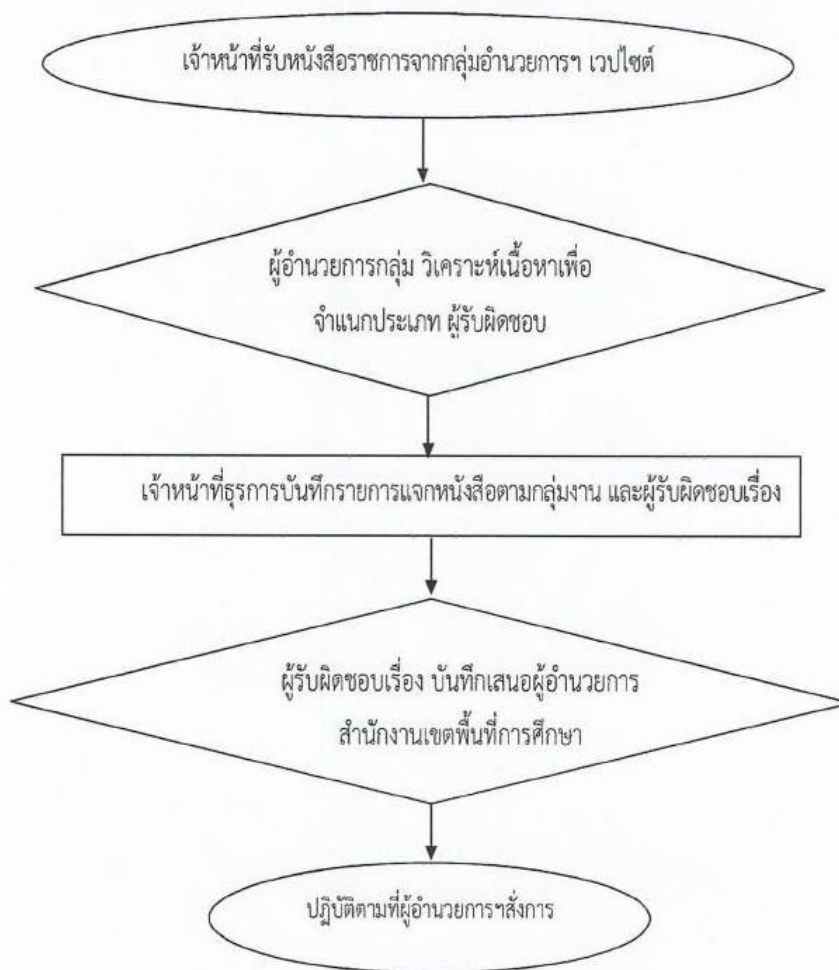 เจ้าหน้าที่รับหนังสือราชการจากกลุ่มอำนวยการฯ เวปไซต์
ผู้อำนวยการกลุ่ม วิเคราะห์เนื้อหาเพื่อ
จำแนกประเภท ผู้รับผิดชอบ
เจ้าหน้าที่ธุรการบันทึกรายการแจกหนังสือตามกลุ่มงาน และผู้รับผิดชอบเรื่อง
ผู้รับผิดชอบเรื่อง บันทึกเสนอผู้อำนวยการ
สำนักงานเขตพื้นที่การศึกษา
ปฏิบัติตามที่ผู้อำนวยการฯสั่งการ